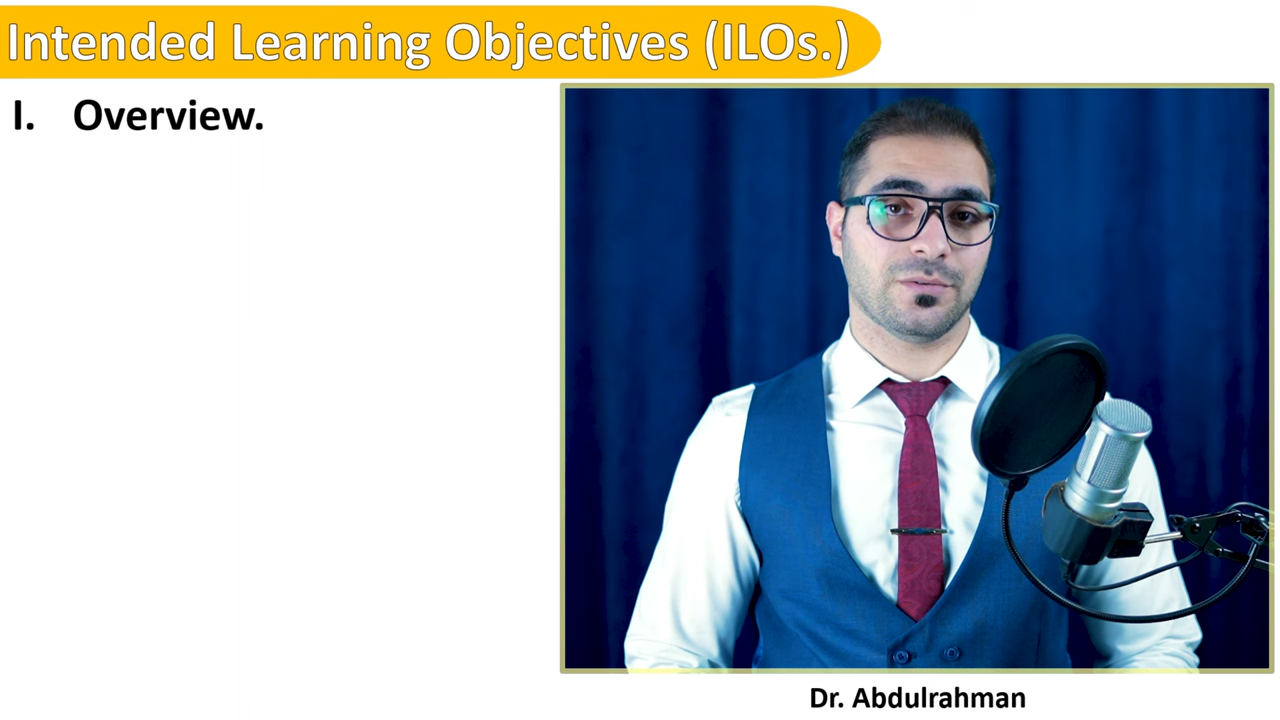 Intended Learning Objectives (ILOs.)
I. Overview.
Dr. Abdulrahman